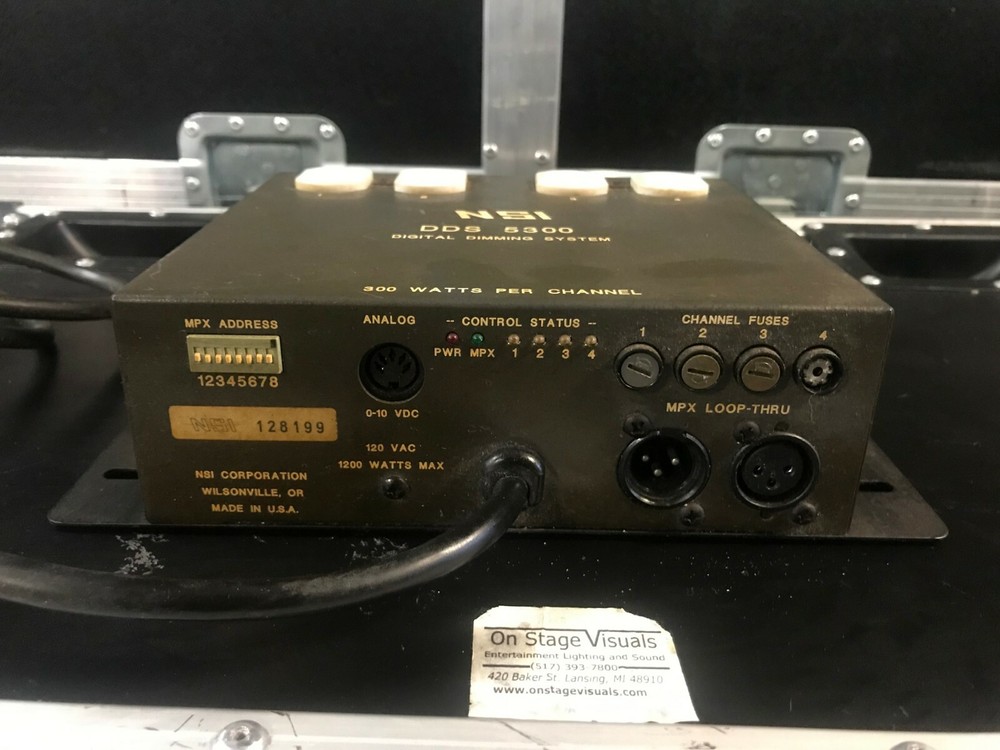 NSI
DDS 5300
DIGITAL DIMMING SYSTEM
300 WATTS PER CHANNEL
MPX ADDRESS
12345678
NSI 128199
NSI CORPORATION
WILSONVILLE, OR
MADE IN U.S.A.
ANALOG
0-10 VDC
120 VAC
1200 WATTS MAX
-- CONTROL STATUS --
PWR MPX 1 2 3 4
CHANNEL FUSES
1 2 3 4
MPX LOOP-THRU
On Stage Visuals
Entertainment Lighting and Sound
(517) 393-7800
420 Baker St Lansing, MI 48910
www.onstagevisuals.com